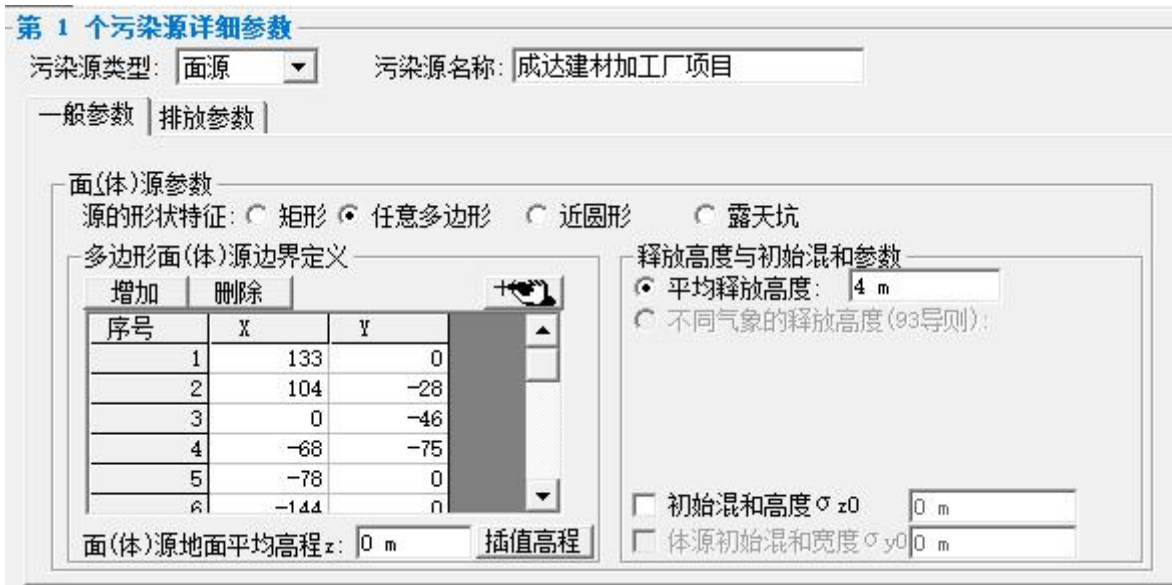 第 1 个污染源详细参数
污染源类型: 面源 污染源名称: 成达建材加工厂项目
一般参数 排放参数
面(体)源参数
源的形状特征: 矩形 任意多边形 近圆形 露天坑
多边形面(体)源边界定义 释放高度与初始混和参数
增加 删除 平均释放高度: 4 m
不同气象的释放高度(93导则):
序号 X Y
1 133 0
2 104 -28
3 0 -46
4 -68 -75
5 -78 0
6 -144 0
初始混和高度σz0 0 m
面(体)源地面平均高程z: 0 m 插值高程 体源初始混和宽度σy0 0 m